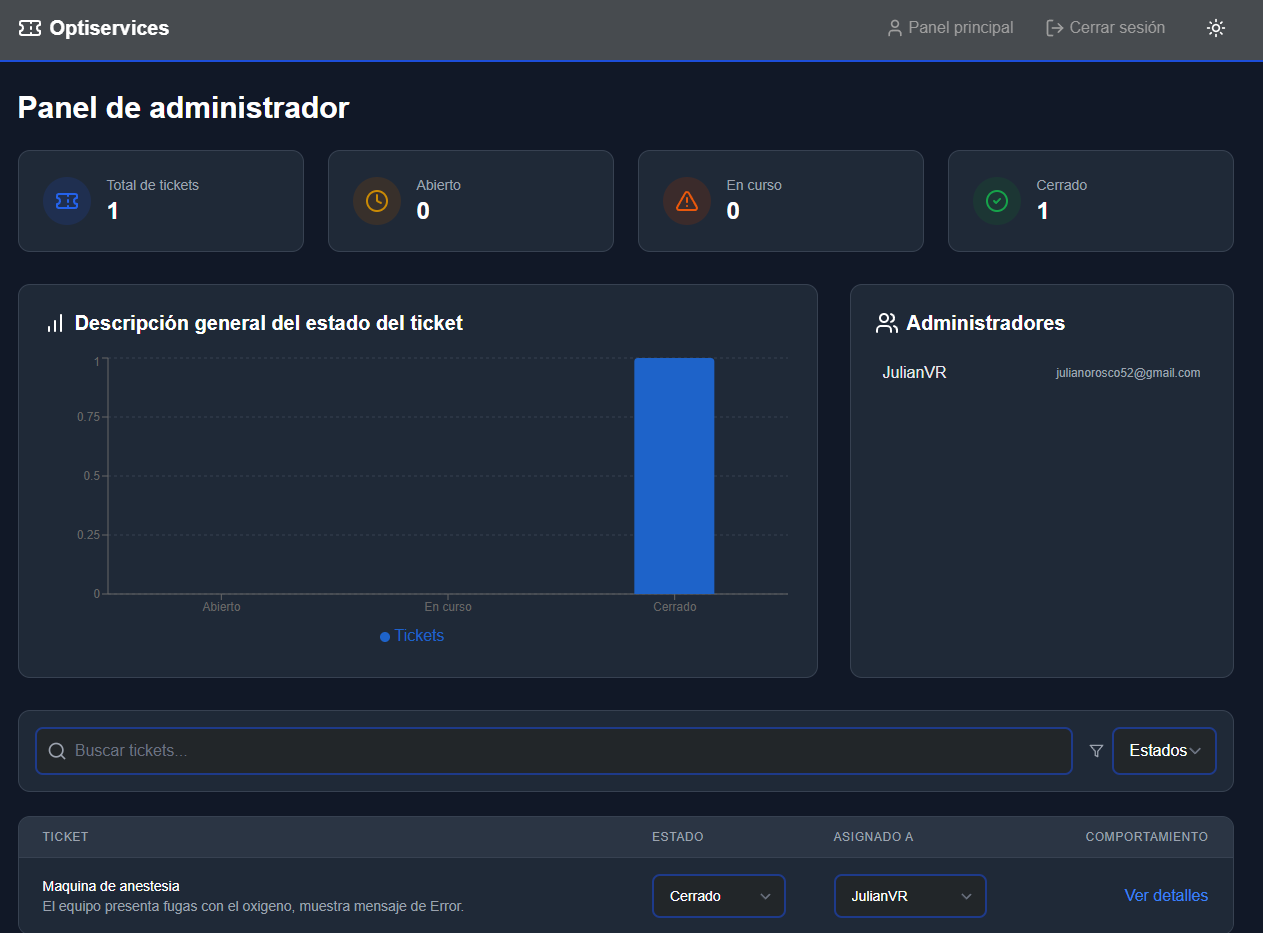 Optiservices
Panel principal
Cerrar sesión
Panel de administrador
Total de tickets
1
Abierto
0
En curso
0
Cerrado
1
Descripción general del estado del ticket
1
0.75
0.5
0.25
0
Abierto
En curso
Cerrado
Tickets
Administradores
JulianVR
julianorosco52@gmail.com
Buscar tickets...
Estados
TICKET
ESTADO
ASIGNADO A
COMPORTAMIENTO
Maquina de anestesia
El equipo presenta fugas con el oxigeno, muestra mensaje de Error.
Cerrado
JulianVR
Ver detalles